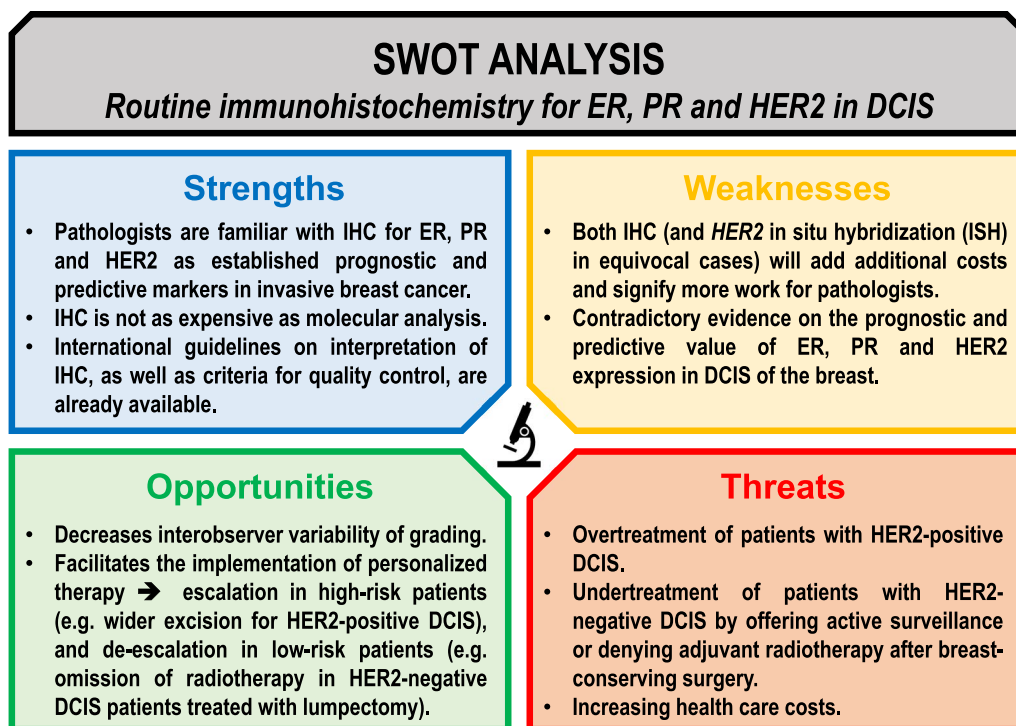 SWOT ANALYSIS
Routine immunohistochemistry for ER, PR and HER2 in DCIS
Strengths
• Pathologists are familiar with IHC for ER, PR
and HER2 as established prognostic and
predictive markers in invasive breast cancer.
• IHC is not as expensive as molecular analysis.
• International guidelines on interpretation of
IHC, as well as criteria for quality control, are
already available.
Weaknesses
• Both IHC (and HER2 in situ hybridization (ISH)
in equivocal cases) will add additional costs
and signify more work for pathologists.
• Contradictory evidence on the prognostic and
predictive value of ER, PR and HER2
expression in DCIS of the breast.
Opportunities
• Decreases interobserver variability of grading.
• Facilitates the implementation of personalized
therapy ➔ escalation in high-risk patients
(e.g. wider excision for HER2-positive DCIS),
and de-escalation in low-risk patients (e.g.
omission of radiotherapy in HER2-negative
DCIS patients treated with lumpectomy).
Threats
• Overtreatment of patients with HER2-positive
DCIS.
• Undertreatment of patients with HER2-
negative DCIS by offering active surveillance
or denying adjuvant radiotherapy after breast-
conserving surgery.
• Increasing health care costs.